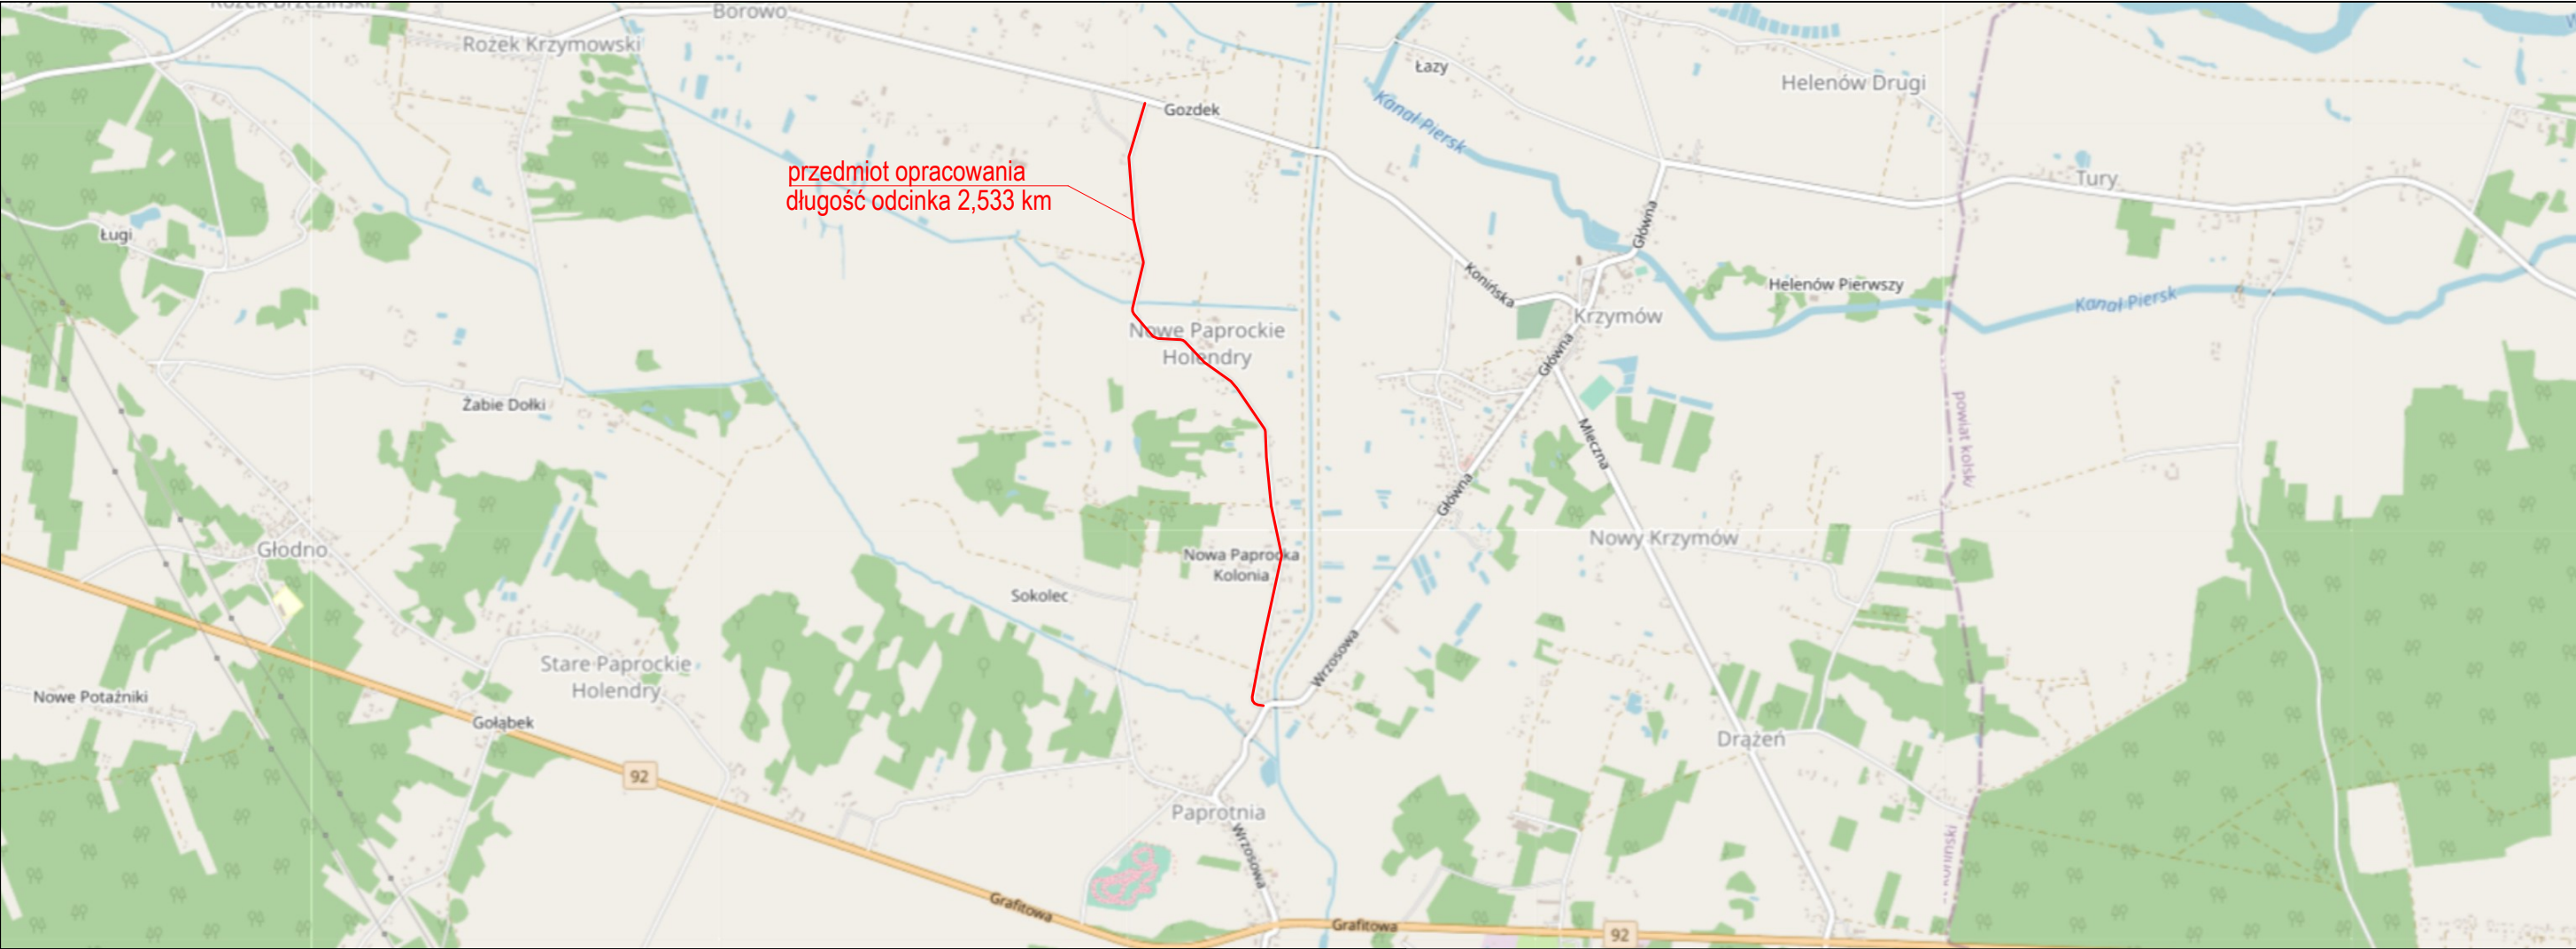 Borowo
Rożek Krzymowski
Gozdek
Łazy
Kanał Piersk
Helenów Drugi
przedmiot opracowania
długość odcinka 2,533 km
Tury
Główna
Ługi
Konińska
Helenów Pierwszy
Kanał Piersk
Krzymów
Nowe Paprockie
Holendry
Główna
Żabie Dołki
Mleczna
powiat kolski
Główna
Głodno
Nowa Paprocka
Kolonia
Nowy Krzymów
Sokolec
Wrzosowa
Stare Paprockie
Holendry
Nowe Potaźniki
Gołąbek
Drążeń
92
Paprotnia
Wrzosowa
Grafitowa
Grafitowa
92